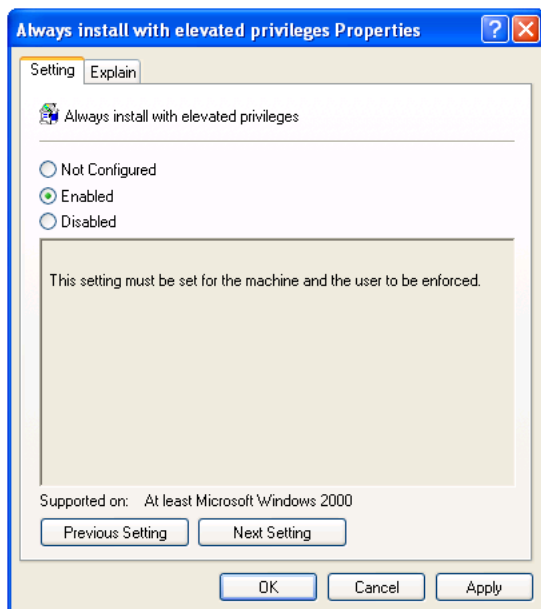 Always install with elevated privileges Properties
Setting Explain
Always install with elevated privileges
Not Configured
Enabled
Disabled
This setting must be set for the machine and the user to be enforced.
Supported on: At least Microsoft Windows 2000
Previous Setting Next Setting
OK Cancel Apply